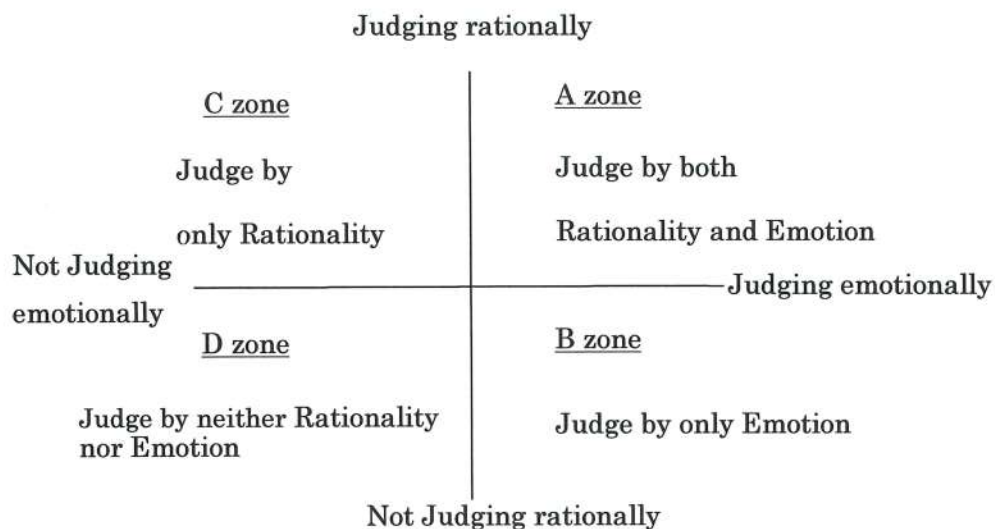 Judging rationally
C zone
A zone
Judge by
Judge by both
only Rationality
Rationality and Emotion
Not Judging
emotionally
Judging emotionally
D zone
B zone
Judge by neither Rationality
nor Emotion
Judge by only Emotion
Not Judging rationally